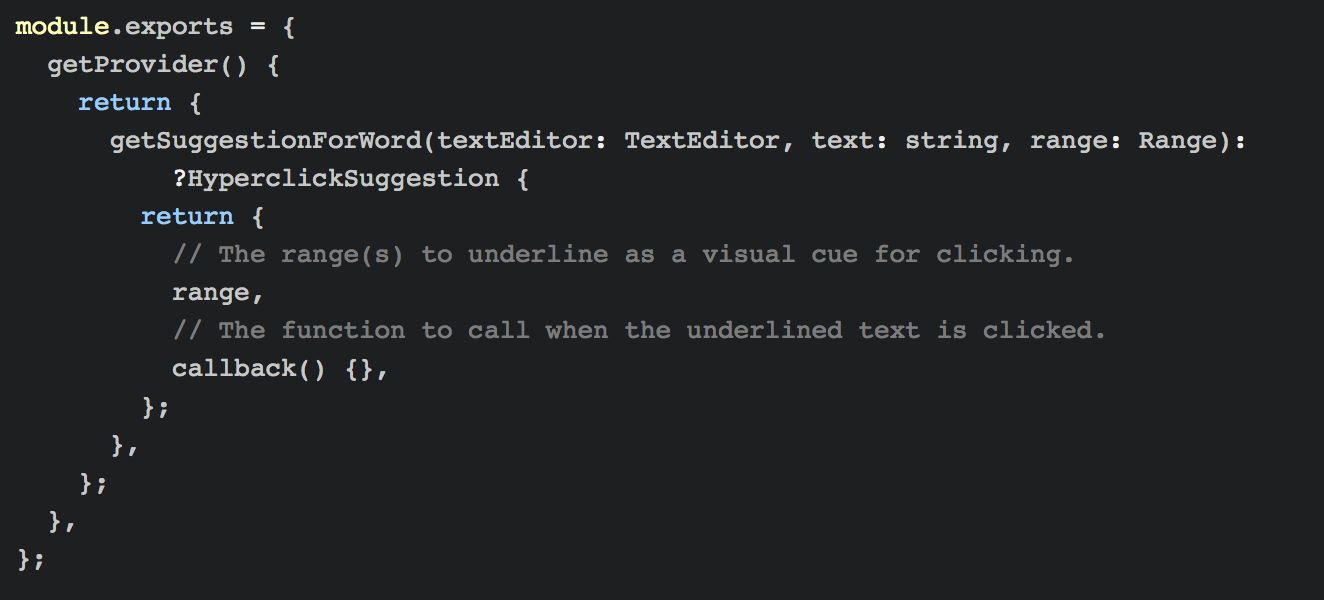 module.exports = {
  getProvider() {
    return {
      getSuggestionForWord(textEditor: TextEditor, text: string, range: Range):
          ?HyperclickSuggestion {
        return {
          // The range(s) to underline as a visual cue for clicking.
          range,
          // The function to call when the underlined text is clicked.
          callback() {},
        };
      },
    };
  },
};